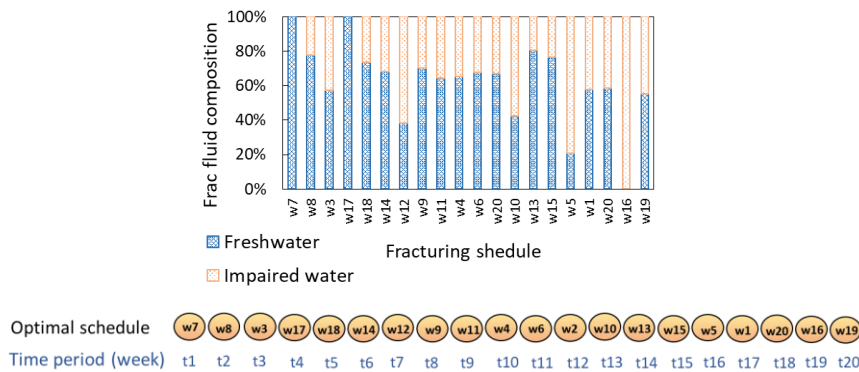 100%
80%
60%
40%
20%
0%
Frac fluid composition
w7 w8 w3 w17 w18 w14 w12 w9 w11 w4 w6 w20 w10 w13 w15 w5 w1 w20 w16 w19
Fracturing shedule
Freshwater
Impaired water
Optimal schedule w7 w8 w3 w17 w18 w14 w12 w9 w11 w4 w6 w2 w10 w13 w15 w5 w1 w20 w16 w19
Time period (week) t1 t2 t3 t4 t5 t6 t7 t8 t9 t10 t11 t12 t13 t14 t15 t16 t17 t18 t19 t20